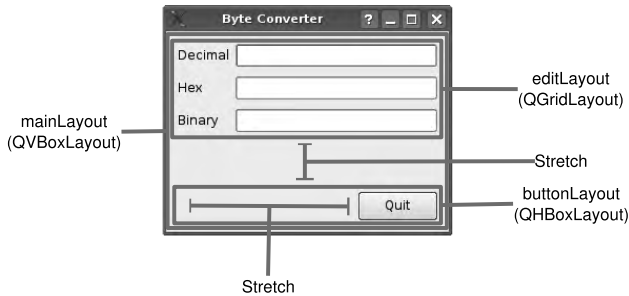 Byte Converter
Decimal
editLayout
(QGridLayout)
Hex
mainLayout
(QVBoxLayout)
Binary
Stretch
buttonLayout
(QHBoxLayout)
Quit
Stretch